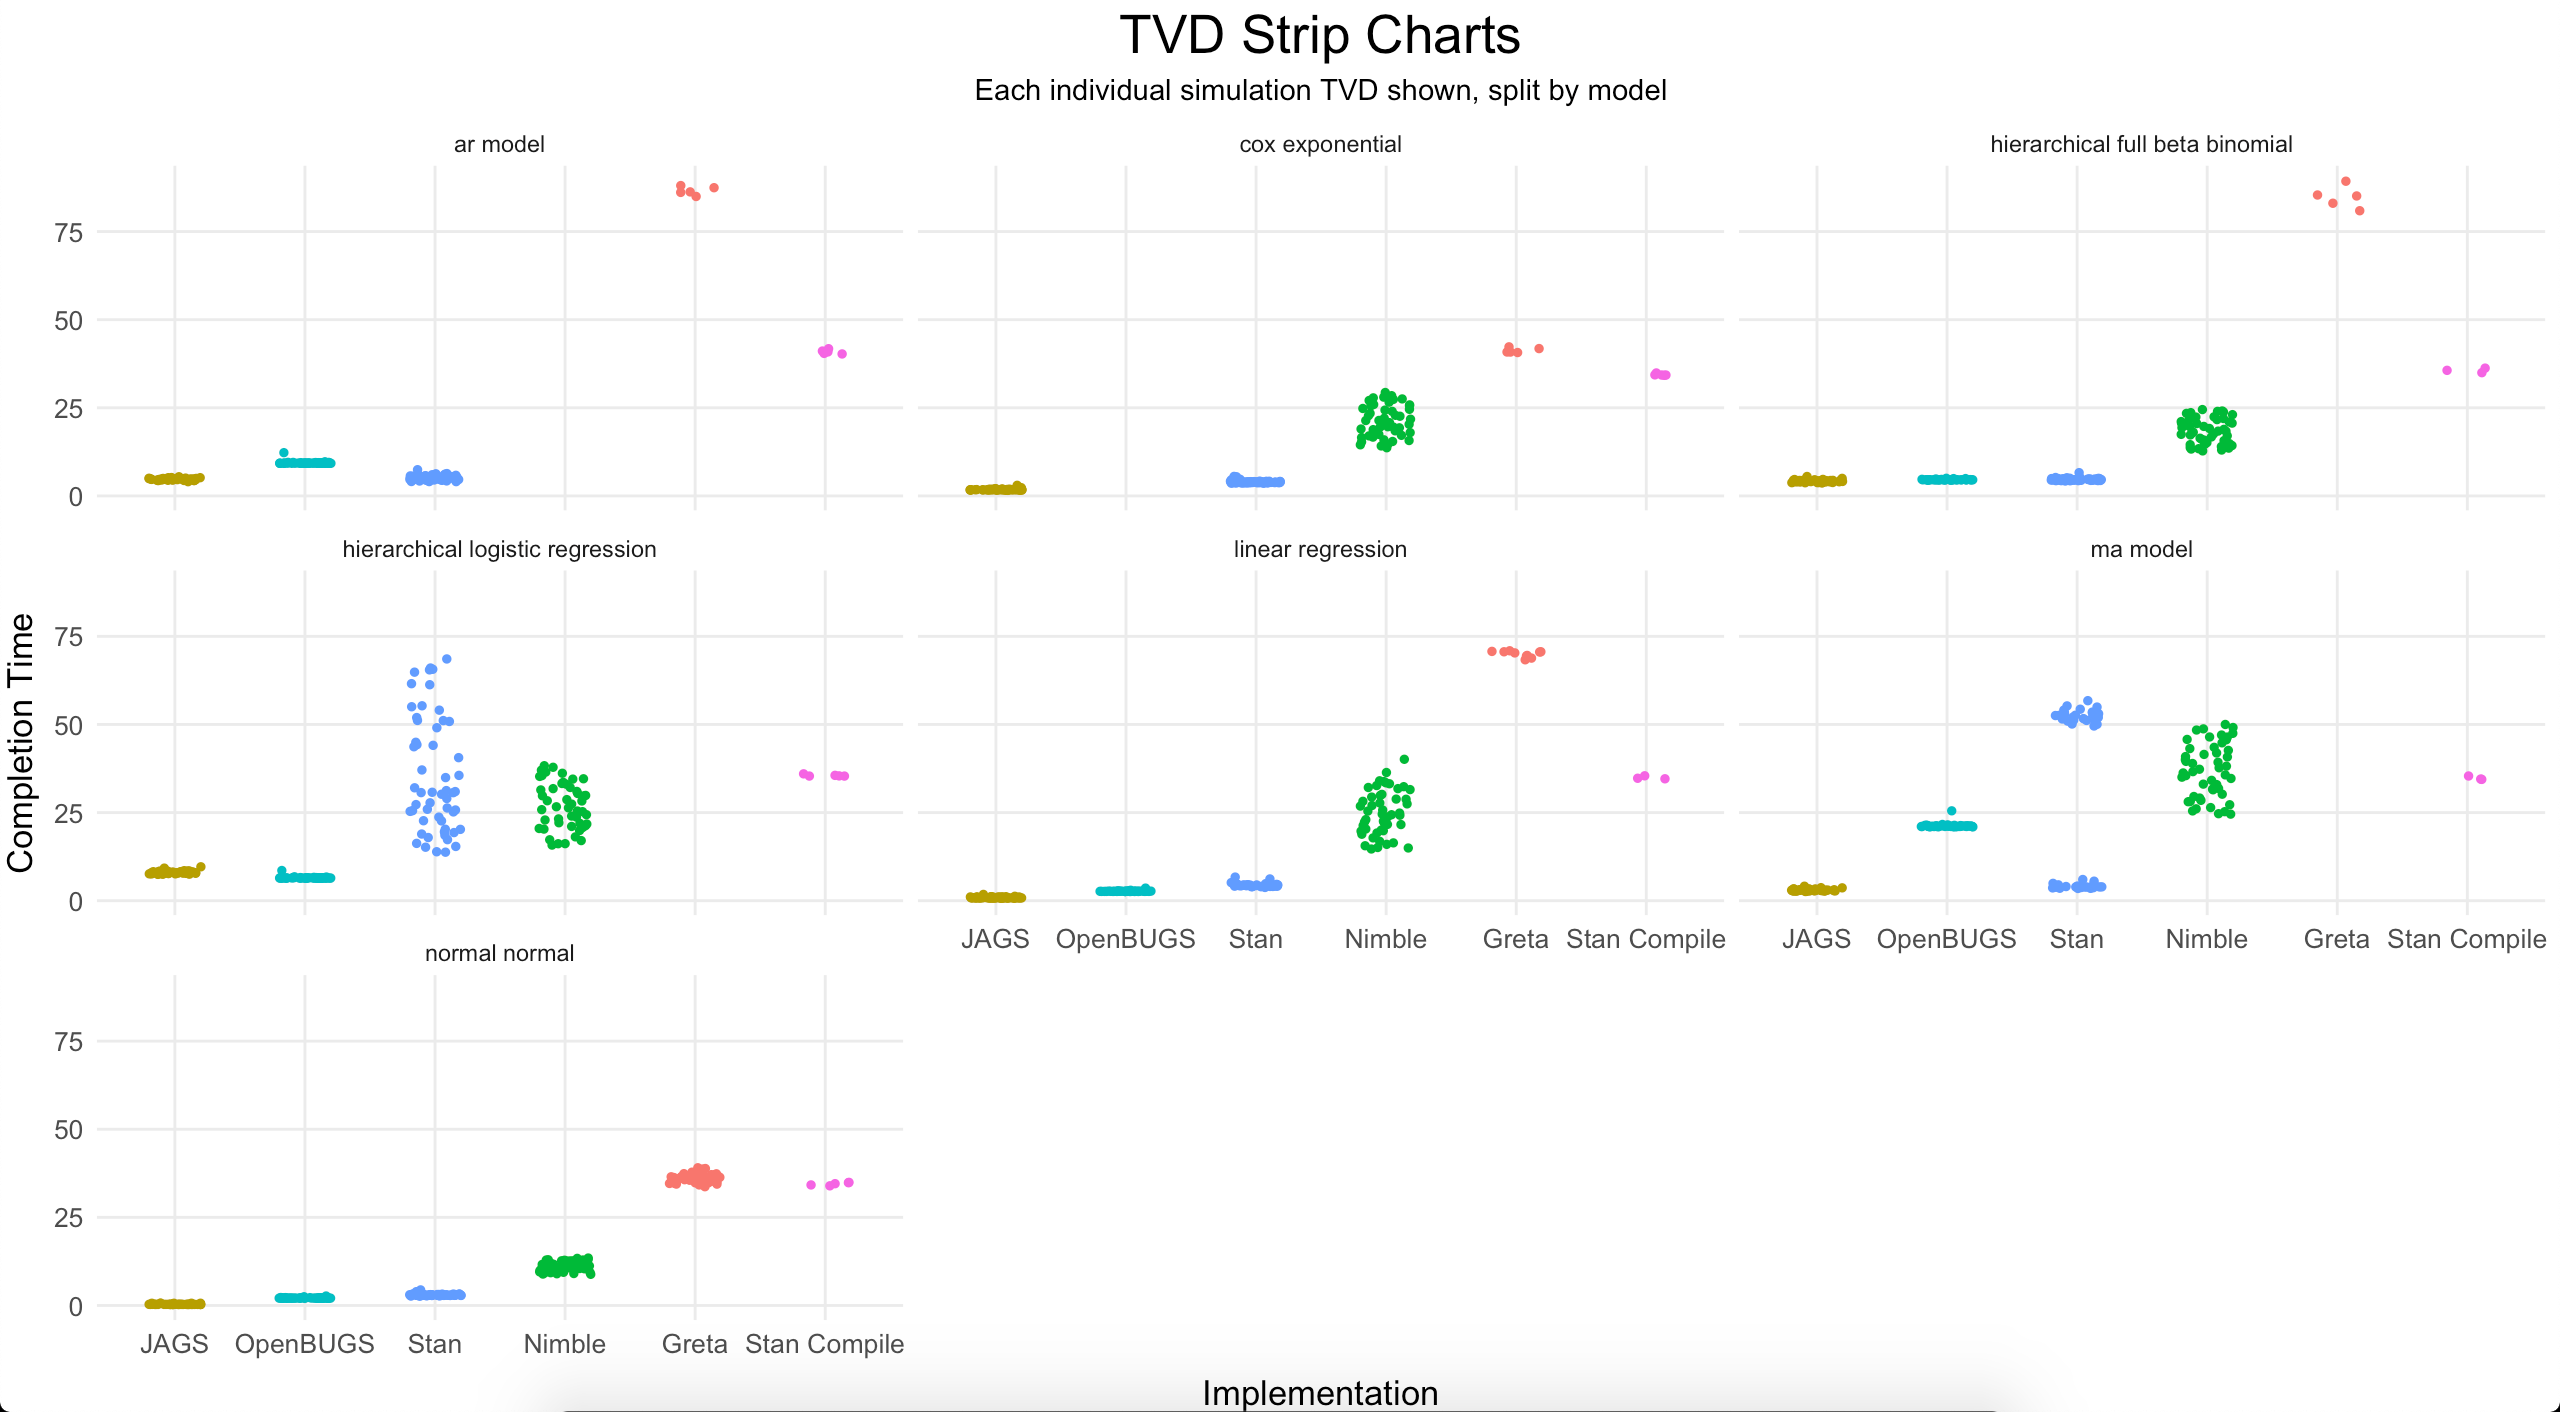 TVD Strip Charts
Each individual simulation TVD shown, split by model
ar model
cox exponential
hierarchical full beta binomial
75
50
25
0
hierarchical logistic regression
linear regression
ma model
75
50
25
0
Completion Time
JAGS OpenBUGS Stan Nimble Greta Stan Compile
JAGS OpenBUGS Stan Nimble Greta Stan Compile
normal normal
75
50
25
0
JAGS OpenBUGS Stan Nimble Greta Stan Compile
Implementation